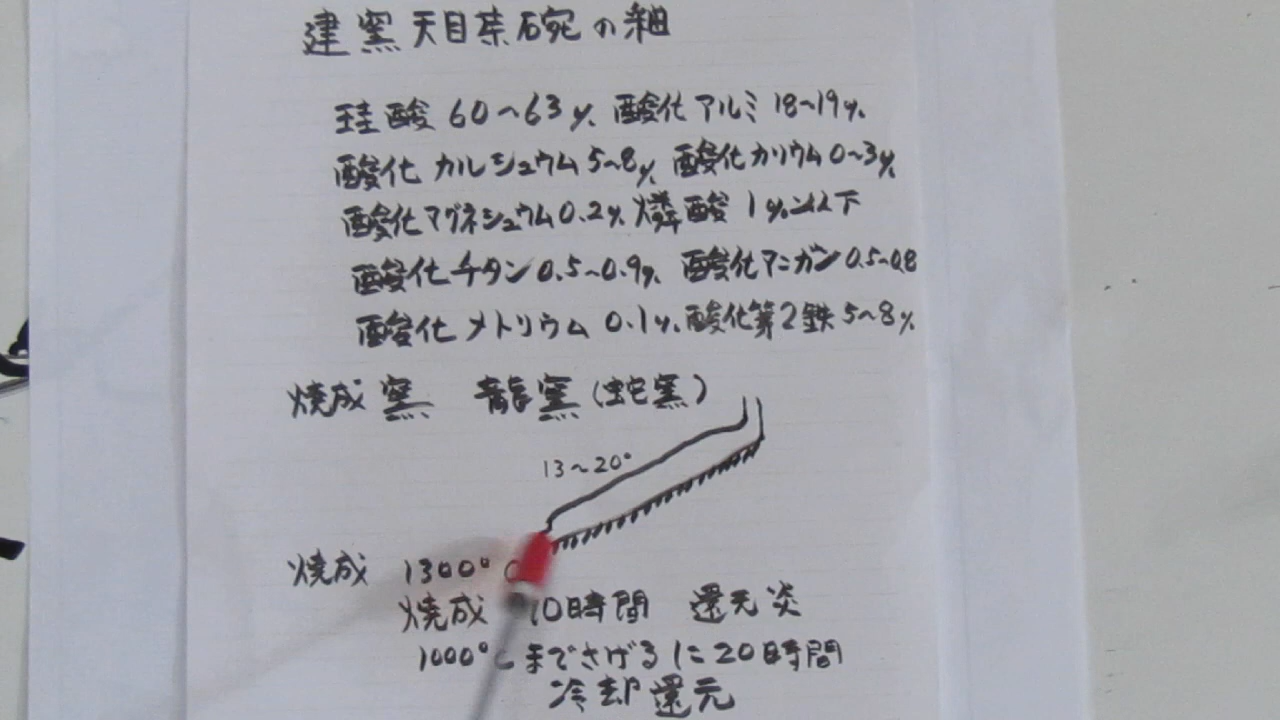 建窯天目茶碗の釉
珪酸 60~63% 酸化アルミ 18~19%
酸化カルシュウム 5~8% 酸化カリウム 0~3%
酸化マグネシュウム 0.2% 燐酸 1%以下
酸化チタン 0.5~0.9% 酸化マニガン 0.5~0.8
酸化メトリウム 0.1% 酸化第2鉄 5~8%
焼成窯 龍窯(蛇窯)
13~20°
焼成 1300°C
焼成 10時間 還元炎
1000°Cまでさげるに20時間
冷却還元